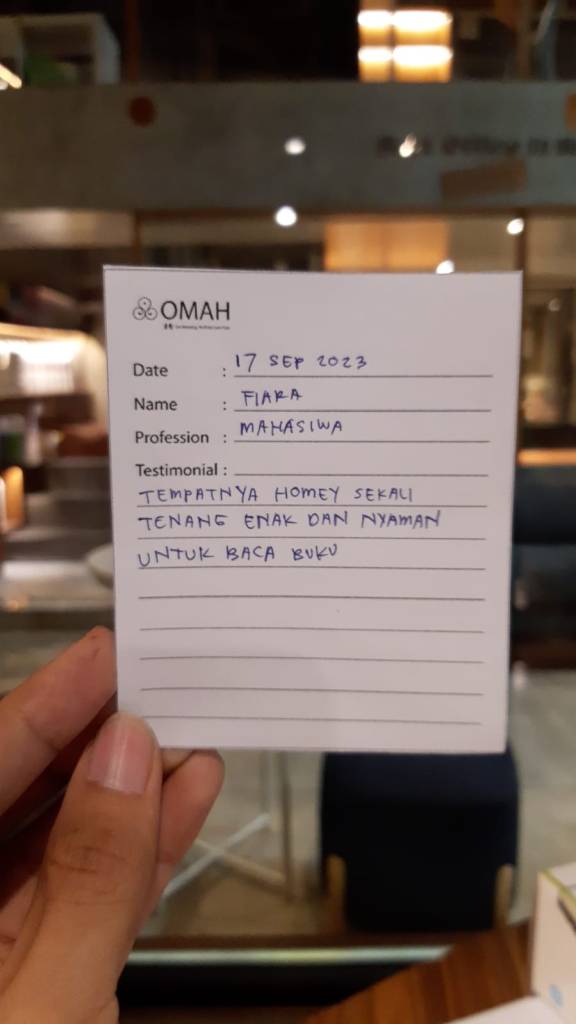 OMAH
Date : 17 SEP 2023
Name : FIARA
Profession : MAHASIWA
Testimonial :
TEMPATNYA HOMEY SEKALI
TENANG ENAK DAN NYAMAN
UNTUK BACA BUKU